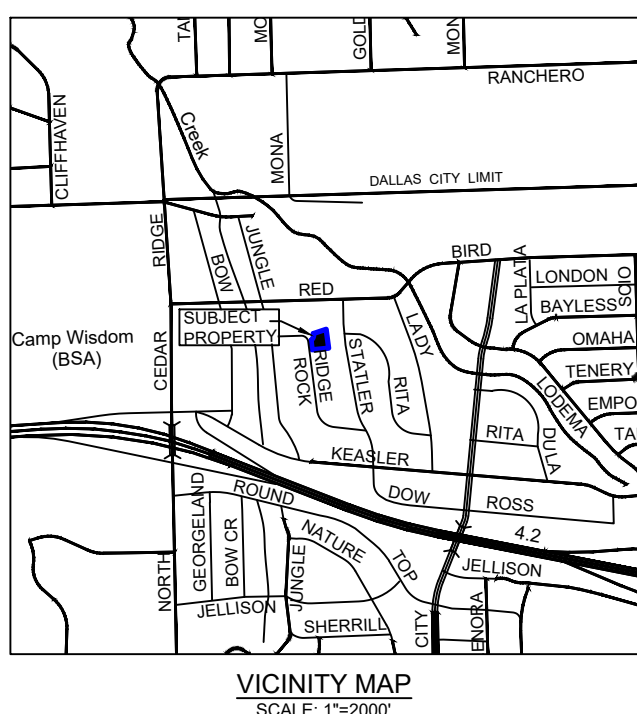 TAL
MO
GOLD
MON
RANCHERO
CLIFFHAVEN
Creek
MONA
DALLAS CITY LIMIT
RIDGE
BOW
JUNGLE
BIRD
LA PLATA
LONDON
SCIO
BAYLESS
RED
SUBJECT
PROPERTY
Camp Wisdom
(BSA)
CEDAR
ROCK
RIDGE
STATLER
RITA
LADY
OMAHA
TENERY
LODEMA
EMPO
TA
KEASLER
RITA
DULA
ROUND
DOW
ROSS
NORTH
GEORGELAND
BOW CR
JUNGLE
NATURE
TOP
4.2
JELLISON
JELLISON
SHERRILL
CITY
ENORA
VICINITY MAP
SCALE: 1"=2000'